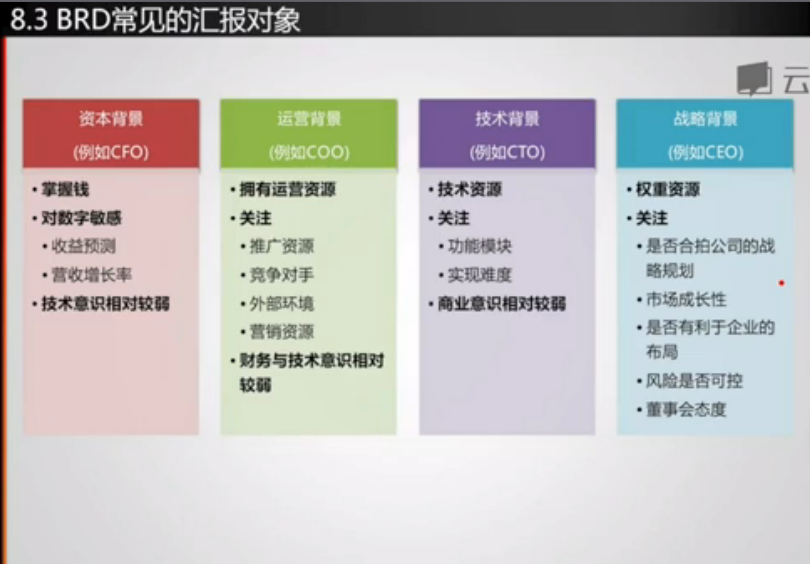 8.3 BRD常见的汇报对象
云
资本背景
(例如CFO)
• 掌握钱
• 对数字敏感
• 收益预测
• 营收增长率
• 技术意识相对较弱
运营背景
(例如COO)
• 拥有运营资源
• 关注
• 推广资源
• 竞争对手
• 外部环境
• 营销资源
• 财务与技术意识相对
较弱
技术背景
(例如CTO)
• 技术资源
• 关注
• 功能模块
• 实现难度
• 商业意识相对较弱
战略背景
(例如CEO)
• 权重资源
• 关注
• 是否合拍公司的战
略规划
• 市场成长性
• 是否有利于企业的
布局
• 风险是否可控
• 董事会态度